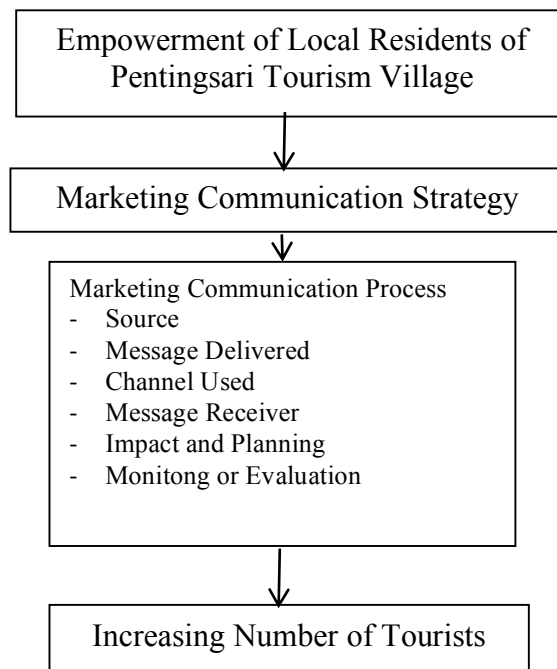 Empowerment of Local Residents of
Pentingsari Tourism Village
Marketing Communication Strategy
Marketing Communication Process
- Source
- Message Delivered
- Channel Used
- Message Receiver
- Impact and Planning
- Monitong or Evaluation
Increasing Number of Tourists